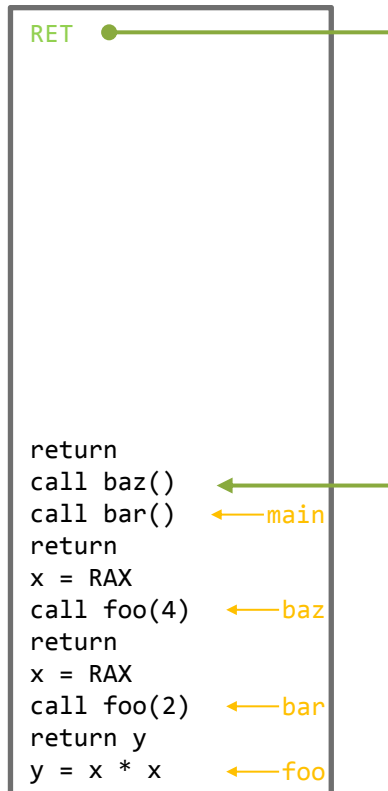 RET
return
call baz()
call bar() main
return
x = RAX
call foo(4) baz
return
x = RAX
call foo(2) bar
return y
y = x * x foo